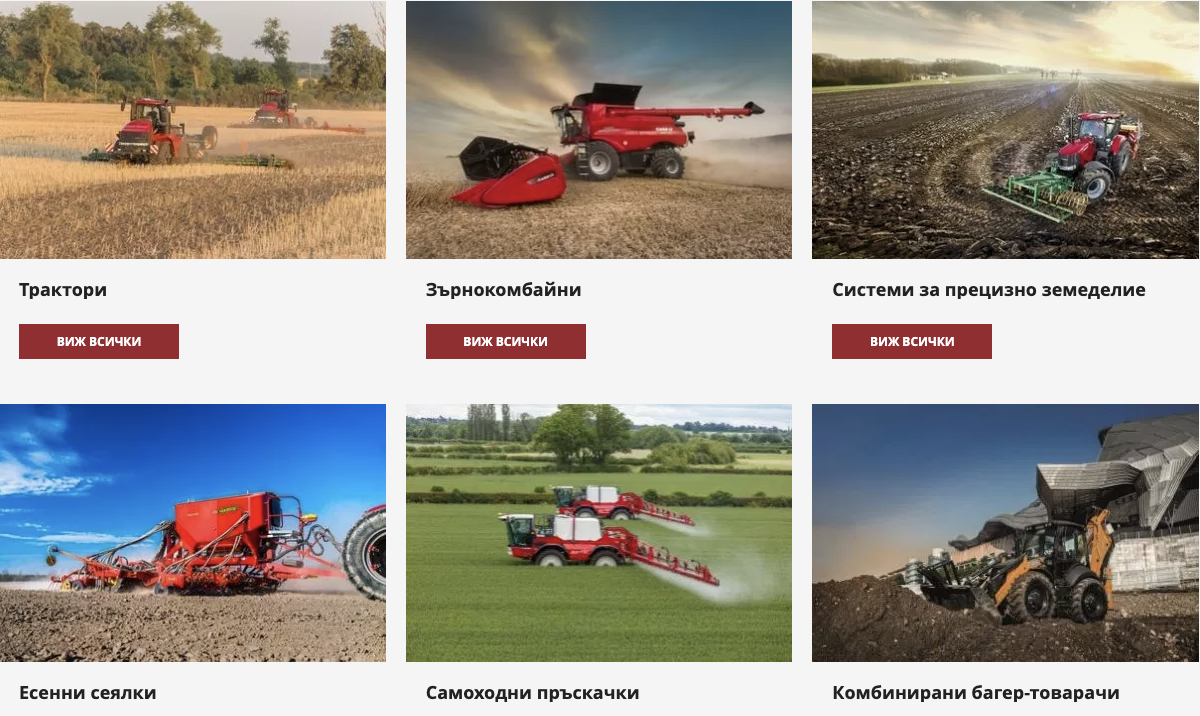 Трактори
Зърнокомбайни
Системи за прецизно земеделие
ВИЖ ВСИЧКИ
ВИЖ ВСИЧКИ
ВИЖ ВСИЧКИ
Есенни сеялки
Самоходни пръскачки
Комбинирани багер-товарачи